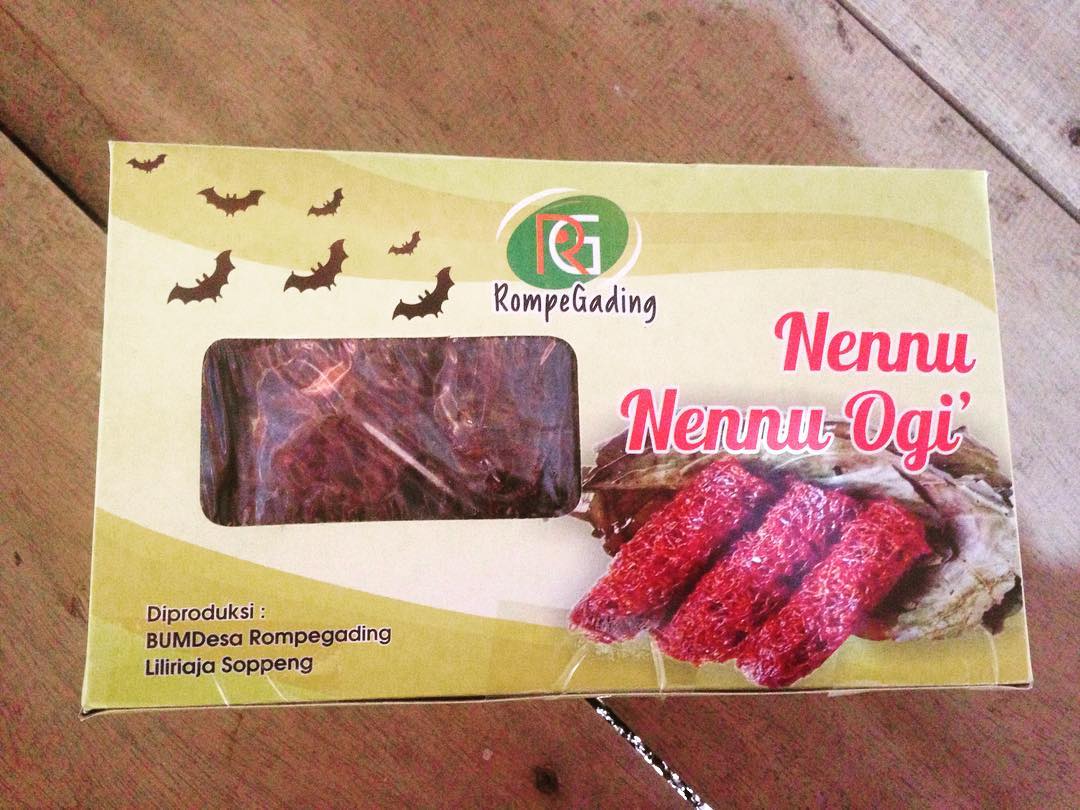 RG
RompeGading
Nennu
Nennu Ogi’
Diproduksi :
BUMDesa Rompegading
Liliriaja Soppeng